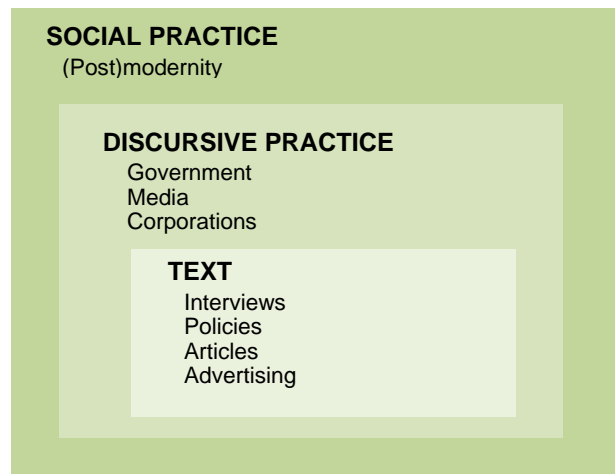 SOCIAL PRACTICE
(Post)modernity
DISCURSIVE PRACTICE
Government
Media
Corporations
TEXT
Interviews
Policies
Articles
Advertising